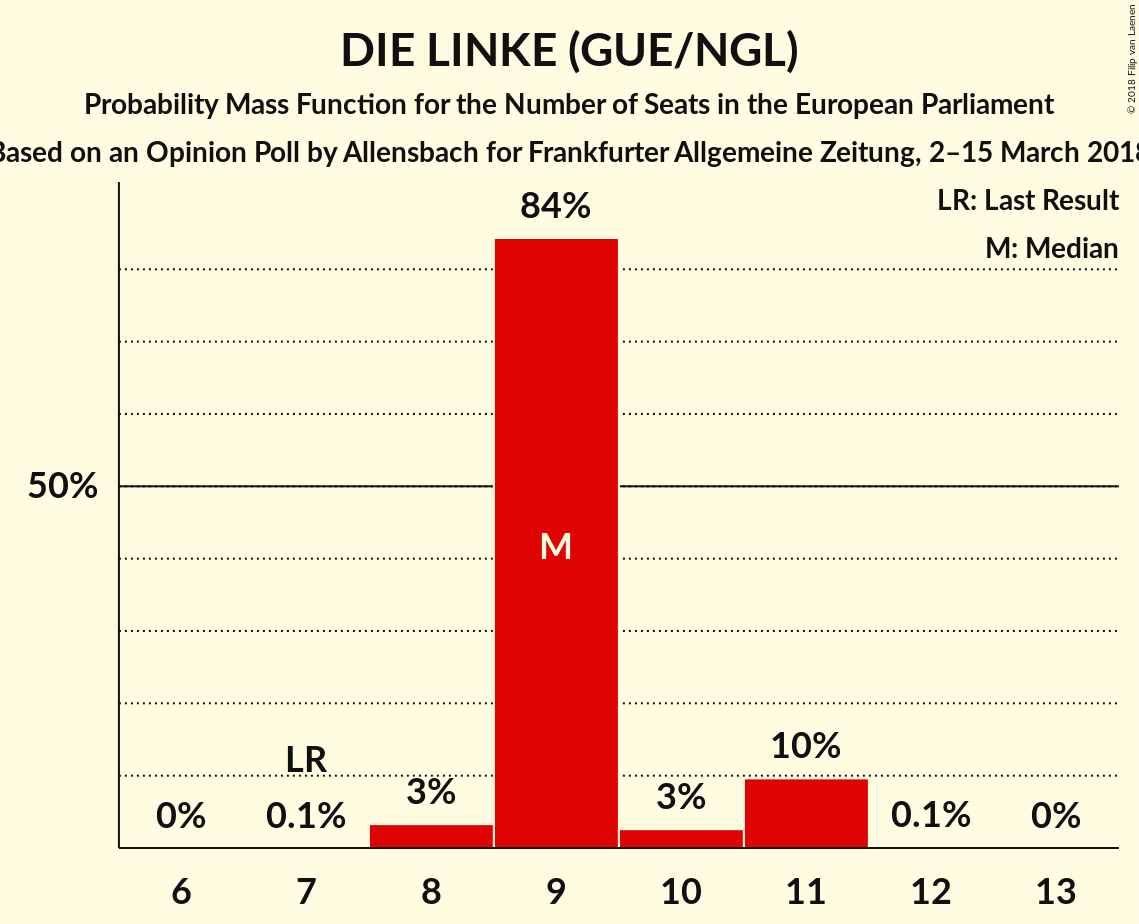 DIE LINKE (GUE/NGL)
Probability Mass Function for the Number of Seats in the European Parliament
Based on an Opinion Poll by Allensbach for Frankfurter Allgemeine Zeitung, 2–15 March 2018
© 2018 Filip van Laenen
LR: Last Result
M: Median
84%
50%
M
LR
10%
3%
3%
0%
0.1%
0.1%
0%
6 7 8 9 10 11 12 13